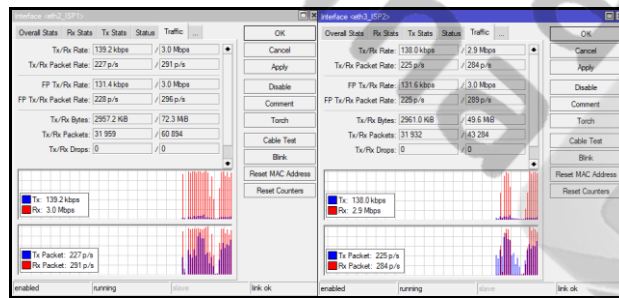 interface <eth2_ISP1>
Overall Stats Rx Stats Tx Stats Status Traffic ...
Tx/Rx Rate: 139.2 kbps / 3.0 Mbps
Tx/Rx Packet Rate: 227 p/s / 291 p/s
FP Tx/Rx Rate: 131.4 kbps / 3.0 Mbps
FP Tx/Rx Packet Rate: 228 p/s / 296 p/s
Tx/Rx Bytes: 2957.2 KiB / 72.3 MiB
Tx/Rx Packets: 31 959 / 60 894
Tx/Rx Drops: 0 / 0
OK
Cancel
Apply
Disable
Comment
Torch
Cable Test
Blink
Reset MAC Address
Reset Counters
Tx: 139.2 kbps
Rx: 3.0 Mbps
Tx Packet: 227 p/s
Rx Packet: 291 p/s
enabled running slave link ok
interface <eth3_ISP2>
Overall Stats Rx Stats Tx Stats Status Traffic ...
Tx/Rx Rate: 138.0 kbps / 2.9 Mbps
Tx/Rx Packet Rate: 225 p/s / 284 p/s
FP Tx/Rx Rate: 131.6 kbps / 3.0 Mbps
FP Tx/Rx Packet Rate: 225 p/s / 289 p/s
Tx/Rx Bytes: 2961.0 KiB / 49.6 MiB
Tx/Rx Packets: 31 932 / 43 284
Tx/Rx Drops: 0 / 0
OK
Cancel
Apply
Disable
Comment
Torch
Cable Test
Blink
Reset MAC Address
Reset Counters
Tx: 138.0 kbps
Rx: 2.9 Mbps
Tx Packet: 225 p/s
Rx Packet: 284 p/s
enabled running slave link ok